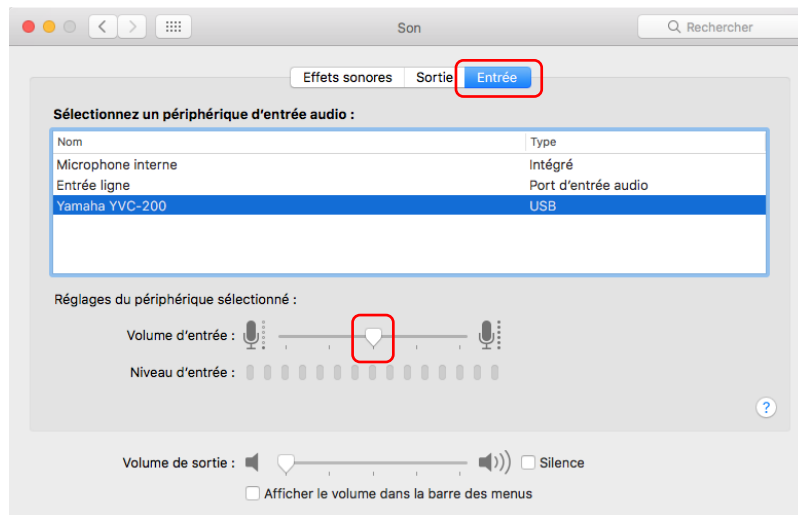 Son
Rechercher
Effets sonores Sortie Entrée
Sélectionnez un périphérique d'entrée audio :
Nom Type
Microphone interne Intégré
Entrée ligne Port d'entrée audio
Yamaha YVC-200 USB
Réglages du périphérique sélectionné :
Volume d'entrée :
Niveau d'entrée :
?
Volume de sortie : Silence
Afficher le volume dans la barre des menus